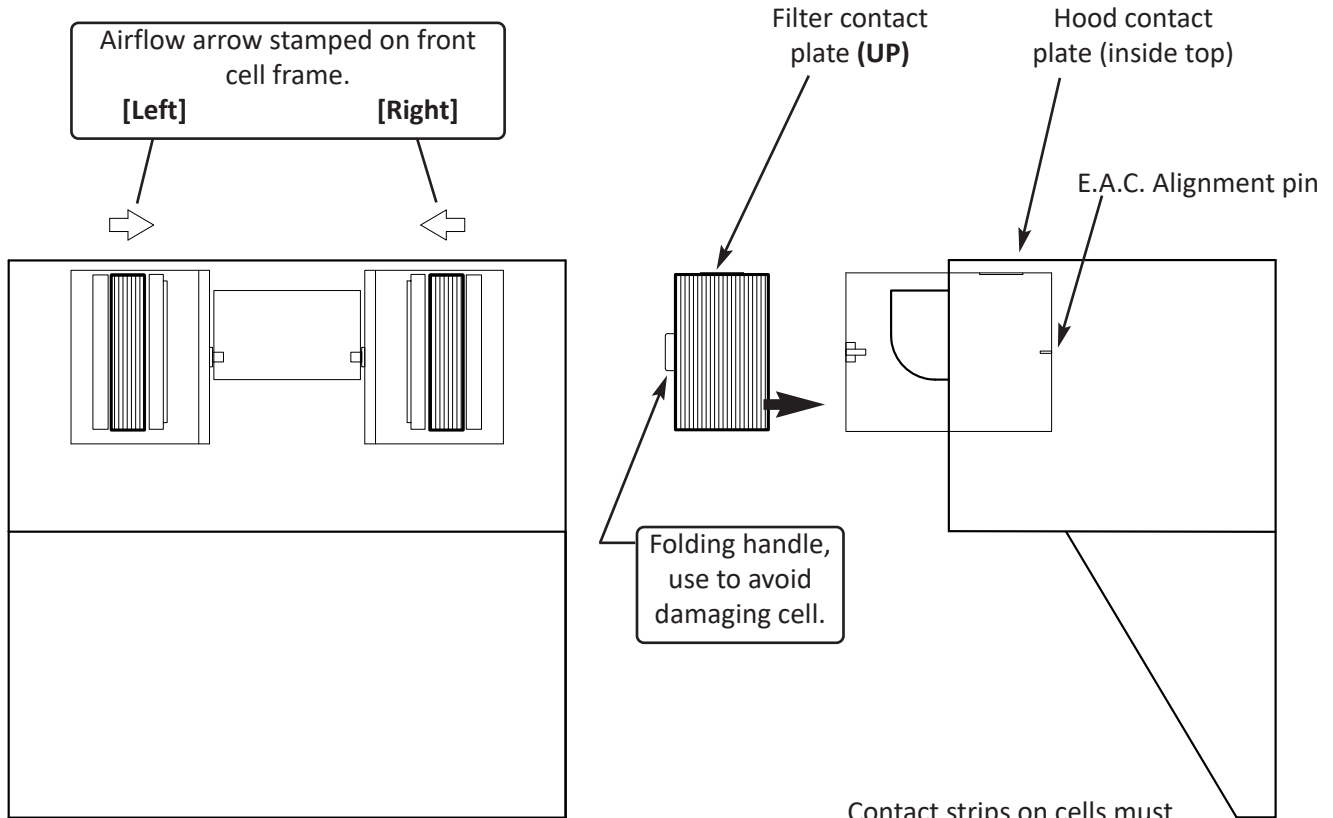 Airflow arrow stamped on front
cell frame.
[Left] [Right]
Filter contact
plate (UP)
Hood contact
plate (inside top)
E.A.C. Alignment pin
Folding handle,
use to avoid
damaging cell.
Contact strips on cells must